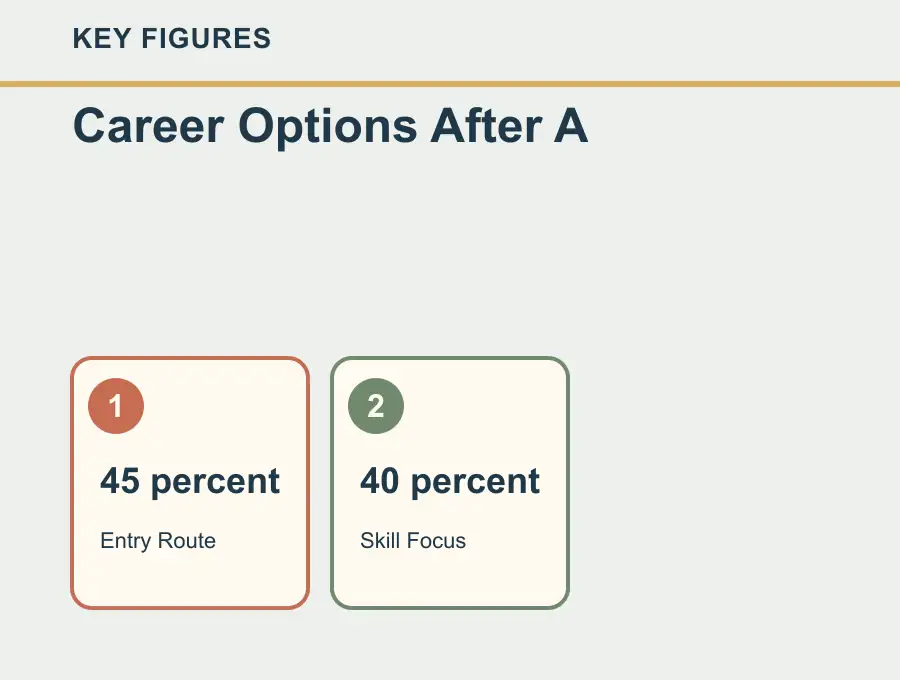 KEY FIGURES
Career Options After A
1
45 percent
Entry Route
2
40 percent
Skill Focus